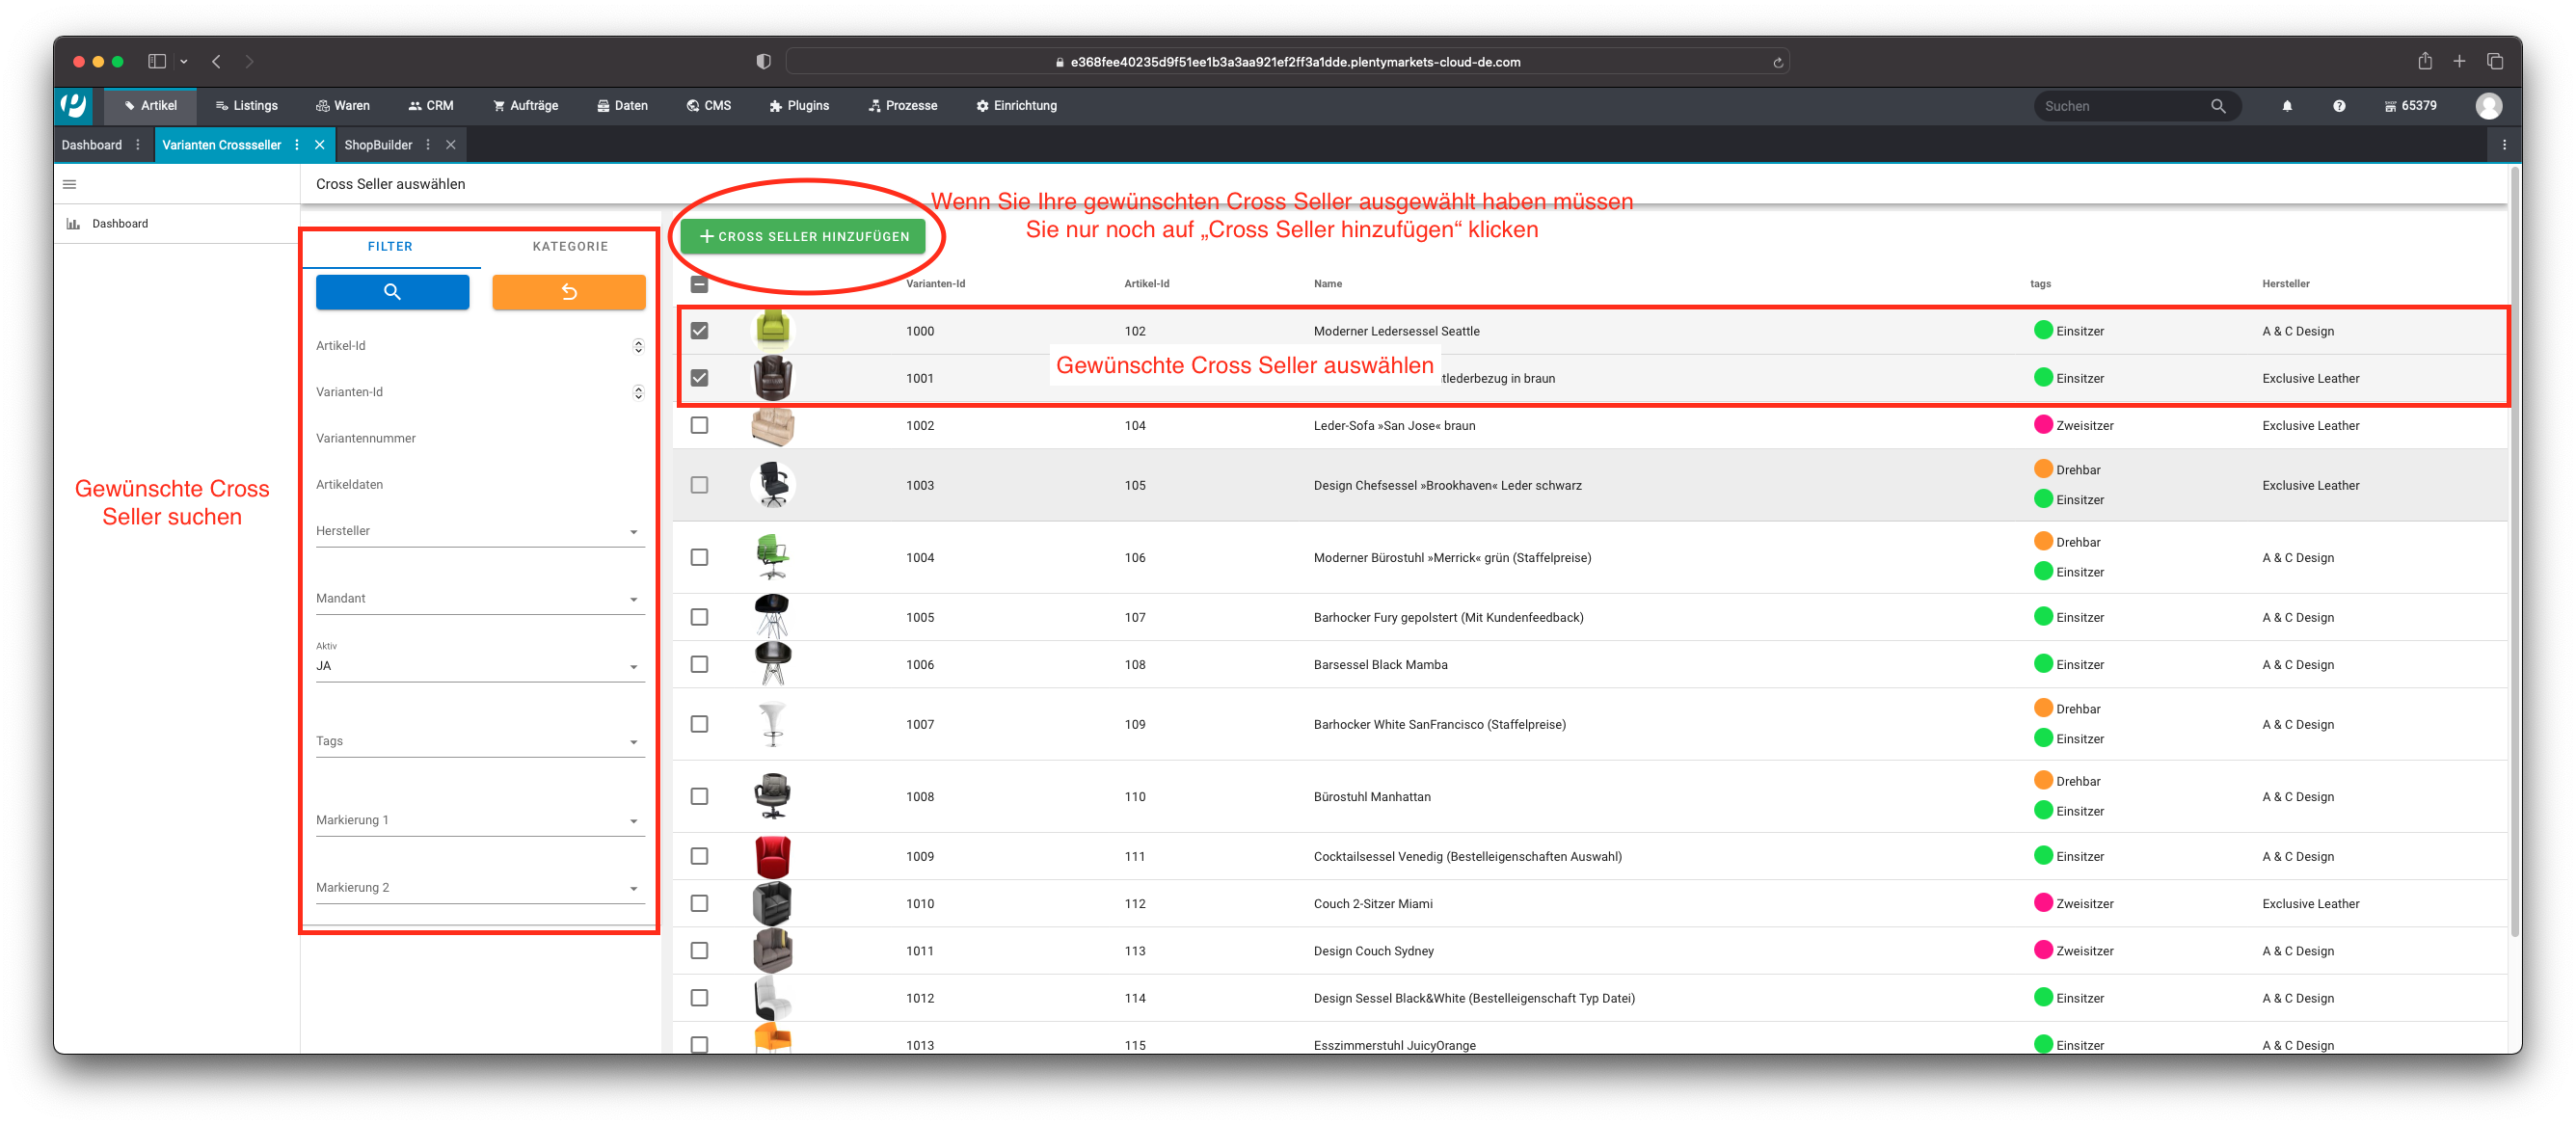 e368fee40235d9f51ee1b3a3aa921ef2ff3a1dde.plentymarkets-cloud-de.com
Artikel Listings Waren CRM Aufträge Daten CMS Plugins Prozesse Einrichtung Suchen 65379
Dashboard Varianten Crossseller ShopBuilder
Cross Seller auswählen
Dashboard
Gewünschte Cross
Seller suchen
FILTER KATEGORIE
Artikel-Id
Varianten-Id
Variantennummer
Artikeldaten
Hersteller
Mandant
Aktiv
JA
Tags
Markierung 1
Markierung 2
CROSS SELLER HINZUFÜGEN
Wenn Sie Ihre gewünschten Cross Seller ausgewählt haben müssen
Sie nur noch auf „Cross Seller hinzufügen“ klicken
Varianten-Id Artikel-Id Name tags Hersteller
1000 102 Moderner Ledersessel Seattle Einsitzer A & C Design
Gewünschte Cross Seller auswählen
1001 tlederbezug in braun Einsitzer Exclusive Leather
1002 104 Leder-Sofa »San Jose« braun Zweisitzer Exclusive Leather
1003 105 Design Chefsessel »Brookhaven« Leder schwarz Drehbar Einsitzer Exclusive Leather
1004 106 Moderner Bürostuhl »Merrick« grün (Staffelpreise) Drehbar Einsitzer A & C Design
1005 107 Barhocker Fury gepolstert (Mit Kundenfeedback) Einsitzer A & C Design
1006 108 Barsessel Black Mamba Einsitzer A & C Design
1007 109 Barhocker White SanFrancisco (Staffelpreise) Drehbar Einsitzer A & C Design
1008 110 Bürostuhl Manhattan Drehbar Einsitzer A & C Design
1009 111 Cocktailsessel Venedig (Bestelleigenschaften Auswahl) Einsitzer A & C Design
1010 112 Couch 2-Sitzer Miami Zweisitzer Exclusive Leather
1011 113 Design Couch Sydney Zweisitzer A & C Design
1012 114 Design Sessel Black&White (Bestelleigenschaft Typ Datei) Einsitzer A & C Design
1013 115 Esszimmerstuhl JuicyOrange Einsitzer A & C Design